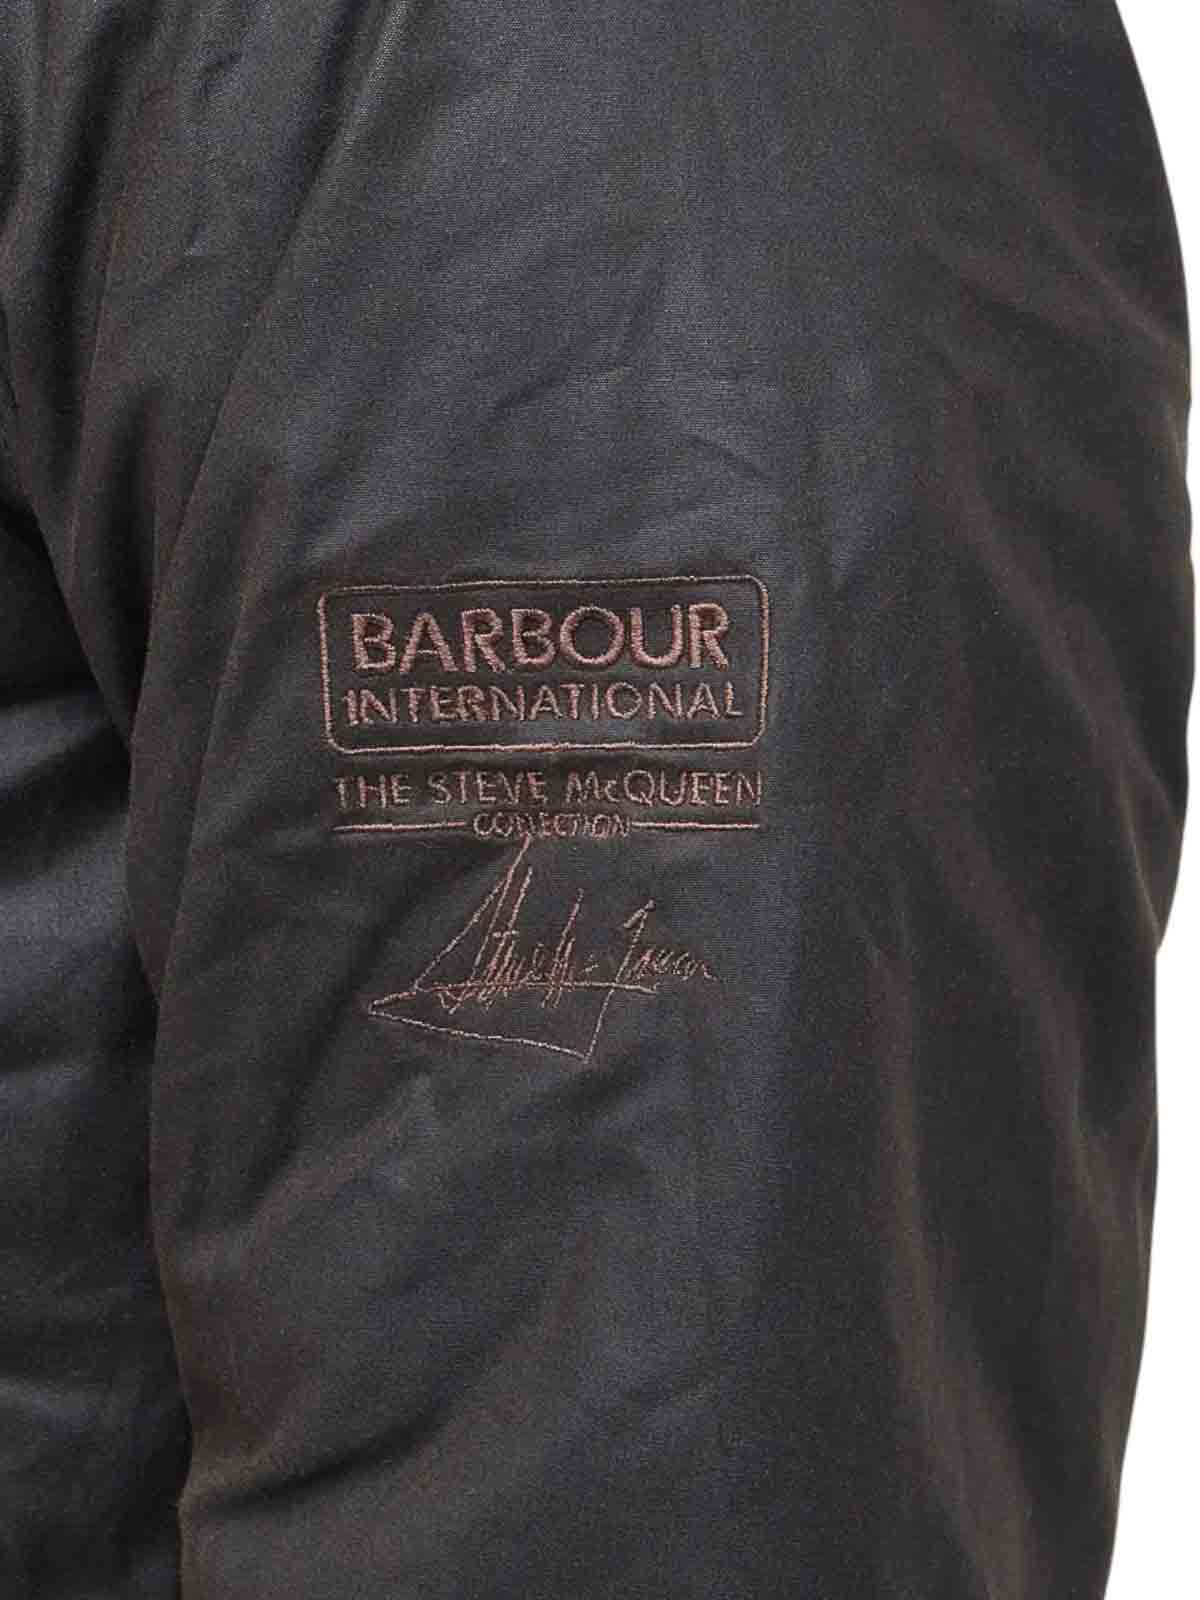 BARBOUR
INTERNATIONAL
THE STEVE McQUEEN
COLLECTION